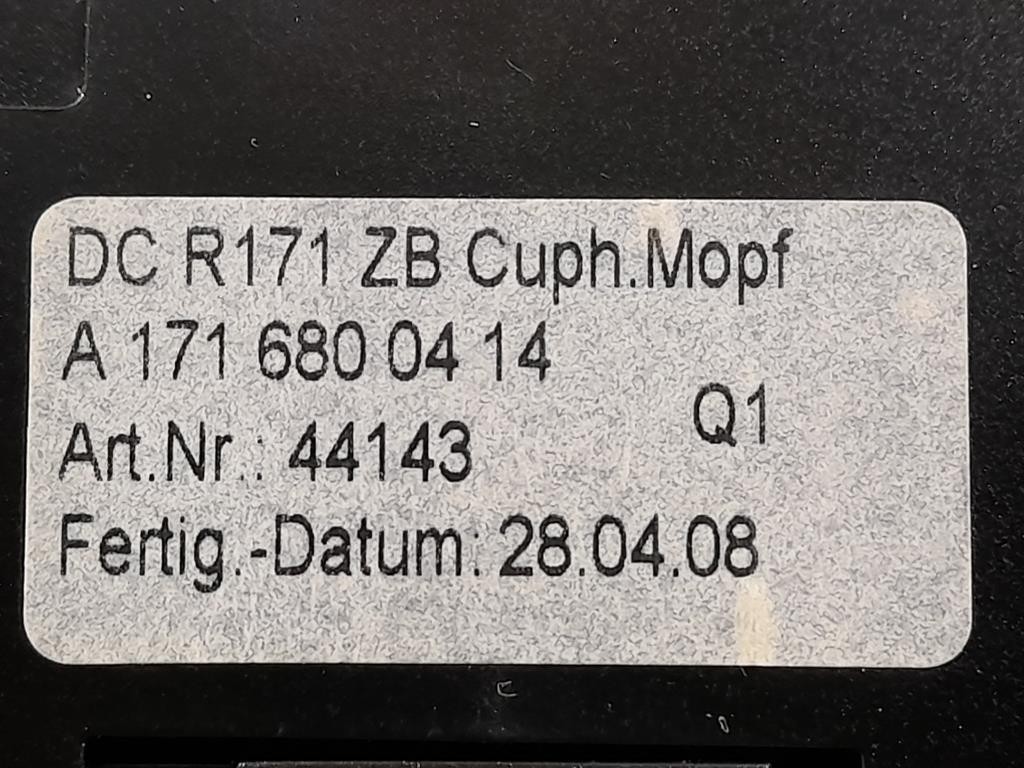 DC R171 ZB Cuph.Mopf
A 171 680 04 14
Q1
Art.Nr.: 44143
Fertig.-Datum: 28.04.08